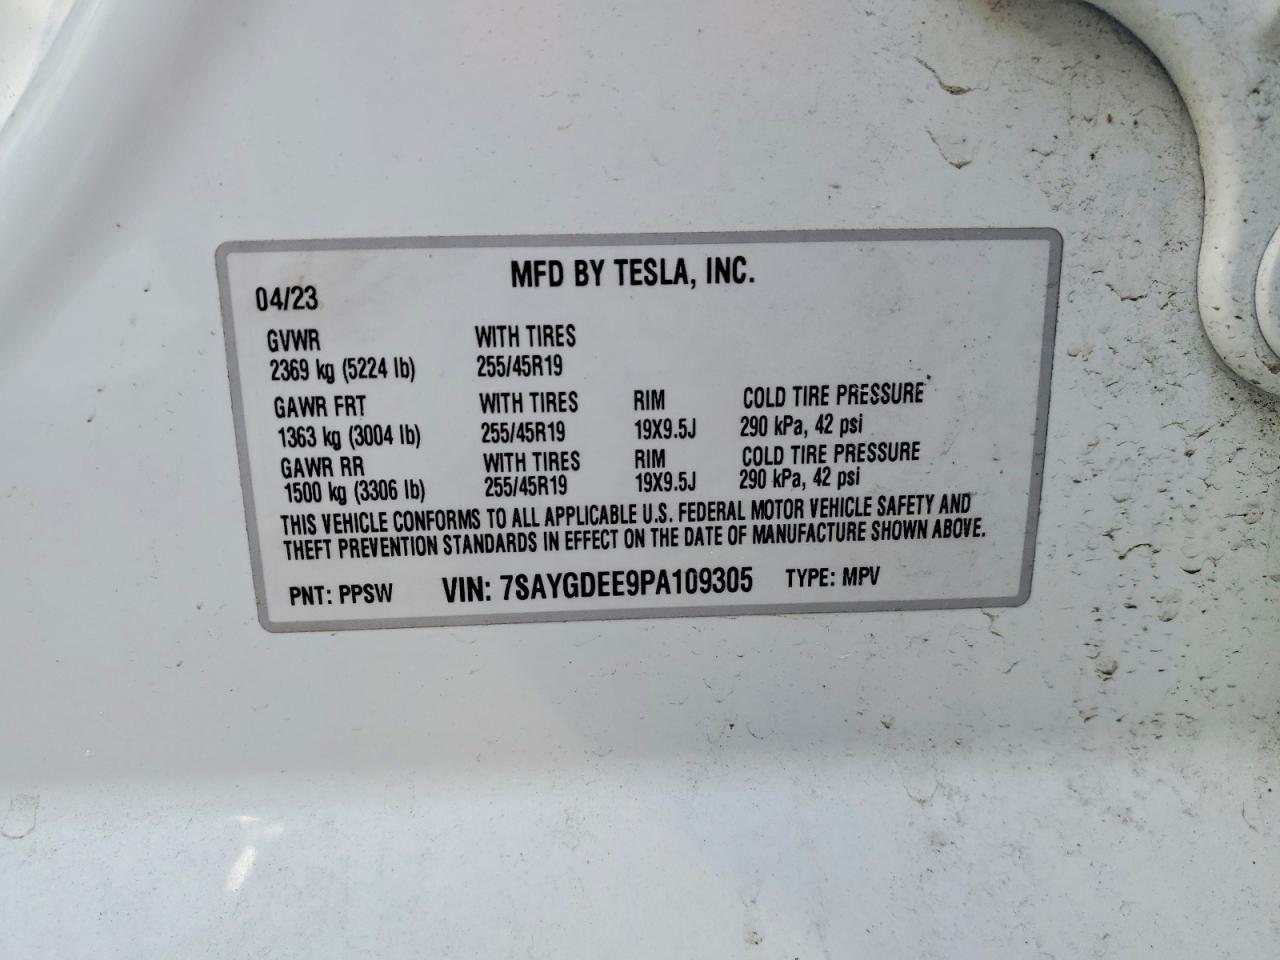 MFD BY TESLA, INC.
04/23
GVWR WITH TIRES
2369 kg (5224 lb) 255/45R19
GAWR FRT WITH TIRES RIM COLD TIRE PRESSURE
1363 kg (3004 lb) 255/45R19 19X9.5J 290 kPa, 42 psi
GAWR RR WITH TIRES RIM COLD TIRE PRESSURE
1500 kg (3306 lb) 255/45R19 19X9.5J 290 kPa, 42 psi
THIS VEHICLE CONFORMS TO ALL APPLICABLE U.S. FEDERAL MOTOR VEHICLE SAFETY AND
THEFT PREVENTION STANDARDS IN EFFECT ON THE DATE OF MANUFACTURE SHOWN ABOVE.
PNT: PPSW VIN: 7SAYGDEE9PA109305 TYPE: MPV